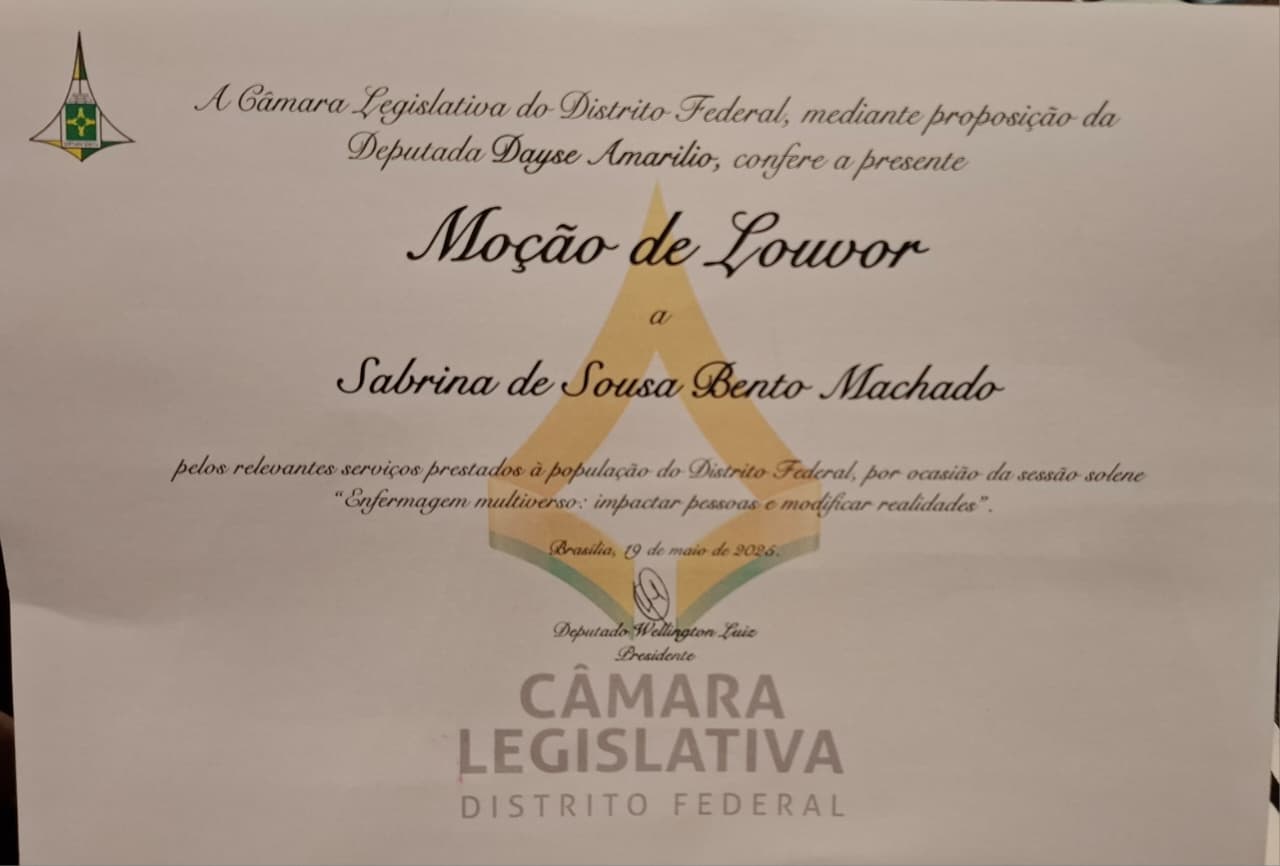 A Câmara Legislativa do Distrito Federal, mediante proposição da
Deputada Dayse Amarilio, confere a presente
Moção de Louvor
a
Sabrina de Sousa Bento Machado
pelos relevantes serviços prestados à população do Distrito Federal, por ocasião da sessão solene
“Enfermagem multiverso: impactar pessoas e modificar realidades”.
Brasília, 19 de maio de
Deputado Wellington Luiz
Presidente
CÂMARA
LEGISLATIVA
DISTRITO FEDERAL